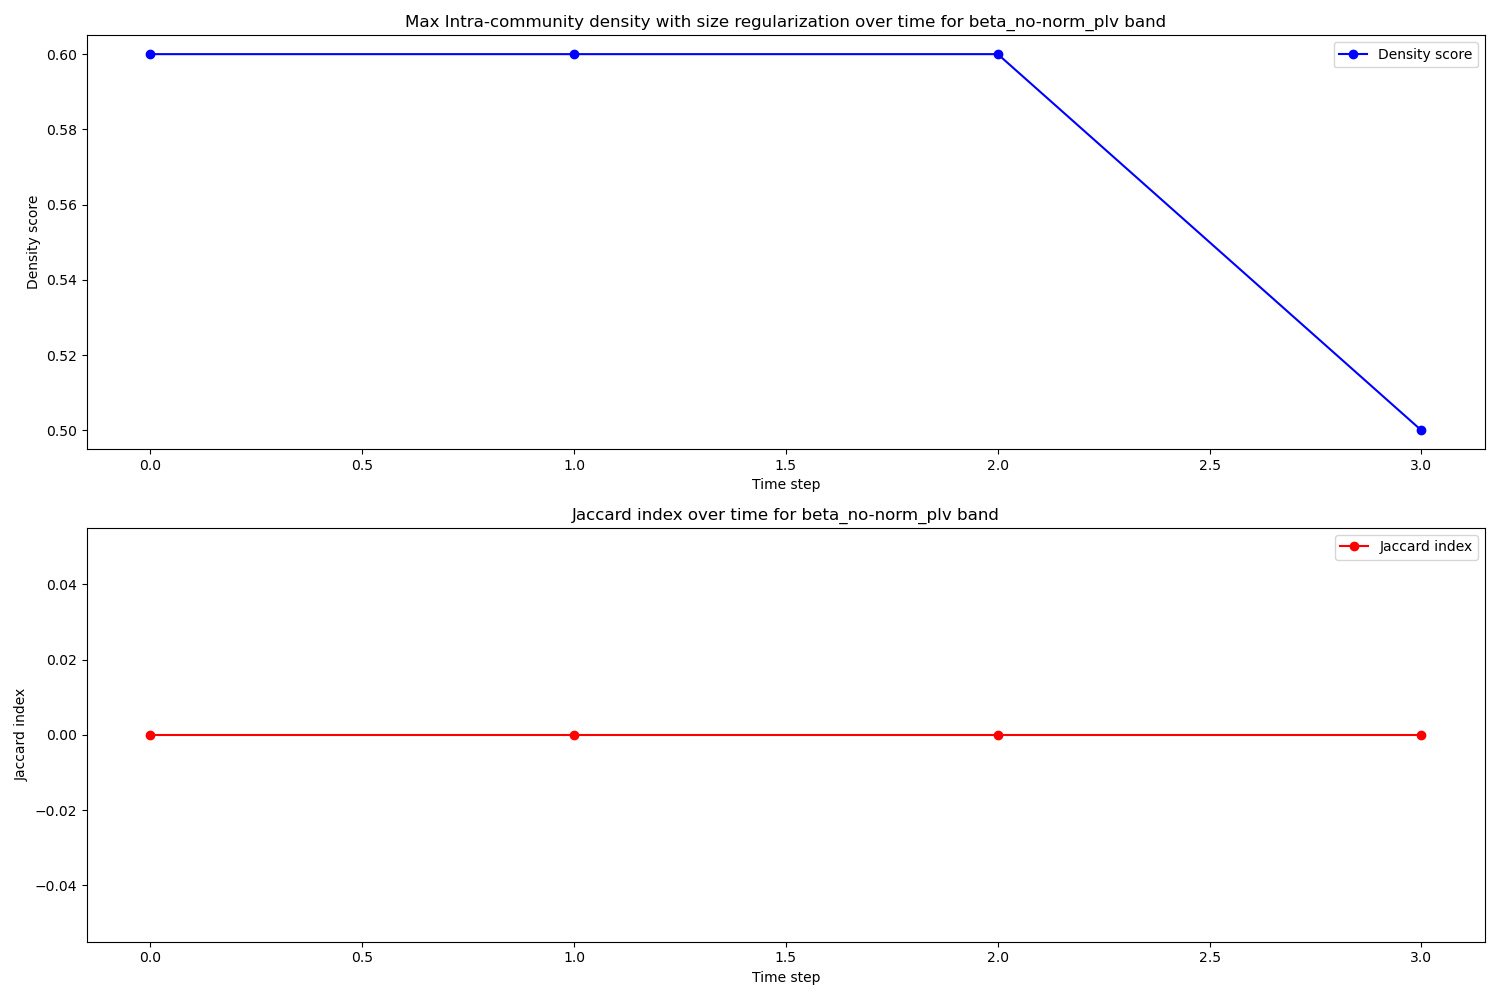 Max Intra-community density with size regularization over time for beta_no-norm_plv band
Density score
0.60
0.58
0.56
0.54
0.52
0.50
Density score
0.0 0.5 1.0 1.5 2.0 2.5 3.0
Time step
Jaccard index over time for beta_no-norm_plv band
Jaccard index
0.04
0.02
0.00
−0.02
−0.04
Jaccard index
0.0 0.5 1.0 1.5 2.0 2.5 3.0
Time step